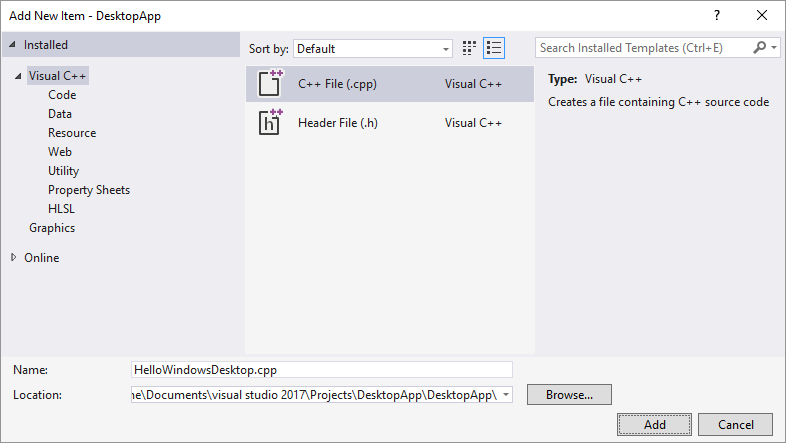 Add New Item - DesktopApp
Installed
Sort by: Default
Search Installed Templates (Ctrl+E)
Visual C++
Code
Data
Resource
Web
Utility
Property Sheets
HLSL
Graphics
Online
C++ File (.cpp) Visual C++
Header File (.h) Visual C++
Type: Visual C++
Creates a file containing C++ source code
Name: HelloWindowsDesktop.cpp
Location: ne\Documents\visual studio 2017\Projects\DesktopApp\DesktopApp\ Browse...
Add Cancel